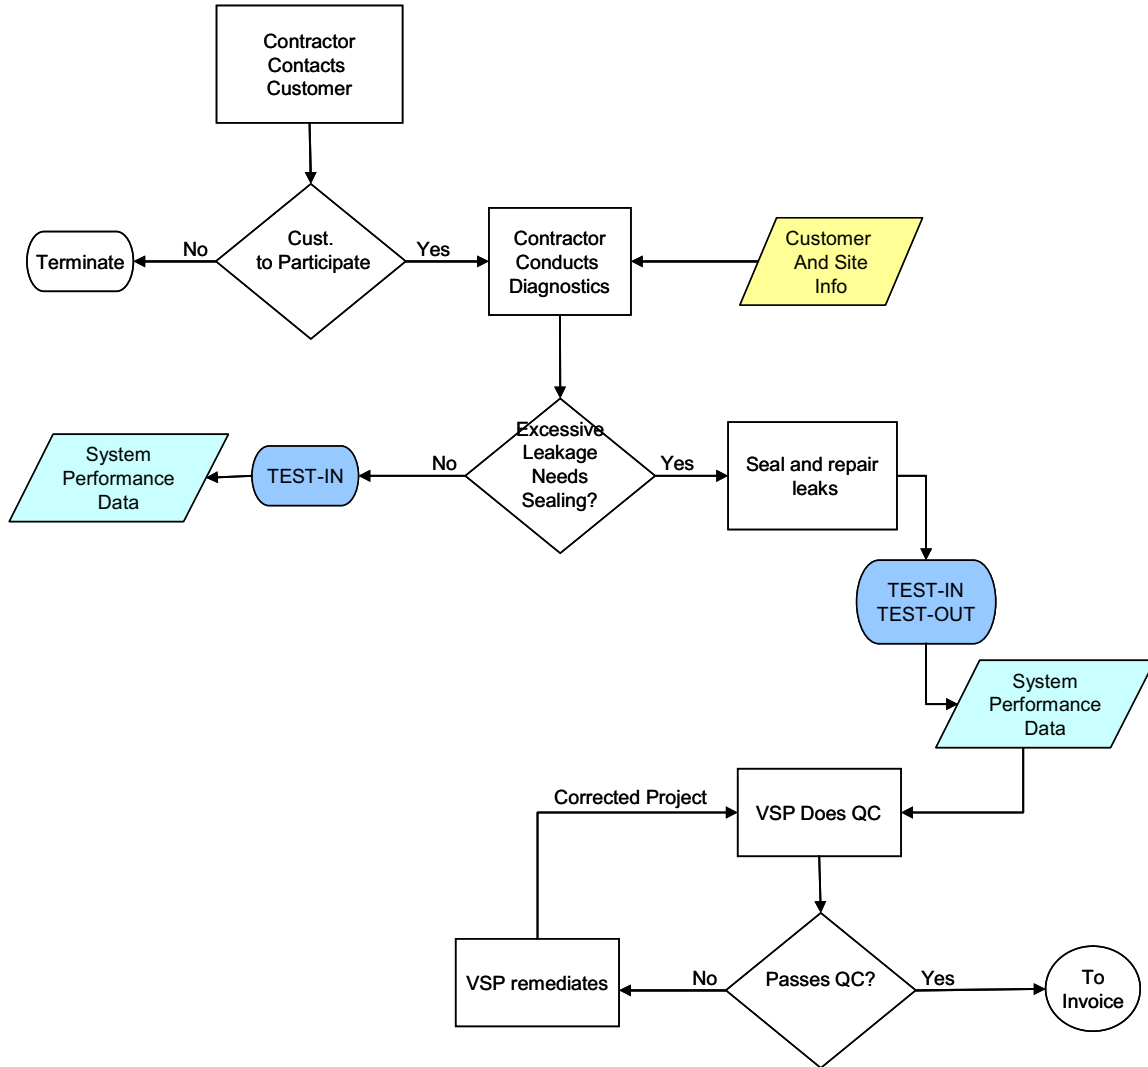 Contractor
Contacts
Customer
Cust.
to Participate
No
Yes
Terminate
Contractor
Conducts
Diagnostics
Customer
And Site
Info
Excessive
Leakage
Needs
Sealing?
No
Yes
TEST-IN
System
Performance
Data
Seal and repair
leaks
TEST-IN
TEST-OUT
System
Performance
Data
Corrected Project
VSP Does QC
VSP remediates
No
Passes QC?
Yes
To
Invoice